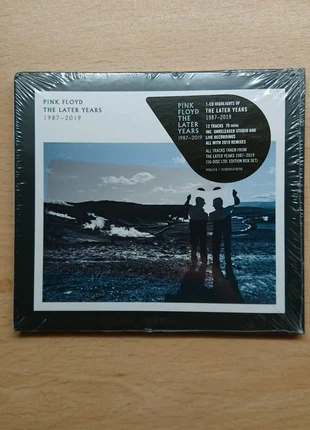 PINK FLOYD
THE LATER YEARS
1987–2019
PINK
FLOYD
THE
LATER
YEARS
1987–2019
1-CD HIGHLIGHTS OF
THE LATER YEARS
1987–2019
12 TRACKS 78 mins
INC. UNRELEASED STUDIO AND
LIVE RECORDINGS
ALL WITH 2019 REMIXES
ALL TRACKS TAKEN FROM
THE LATER YEARS 1987–2019